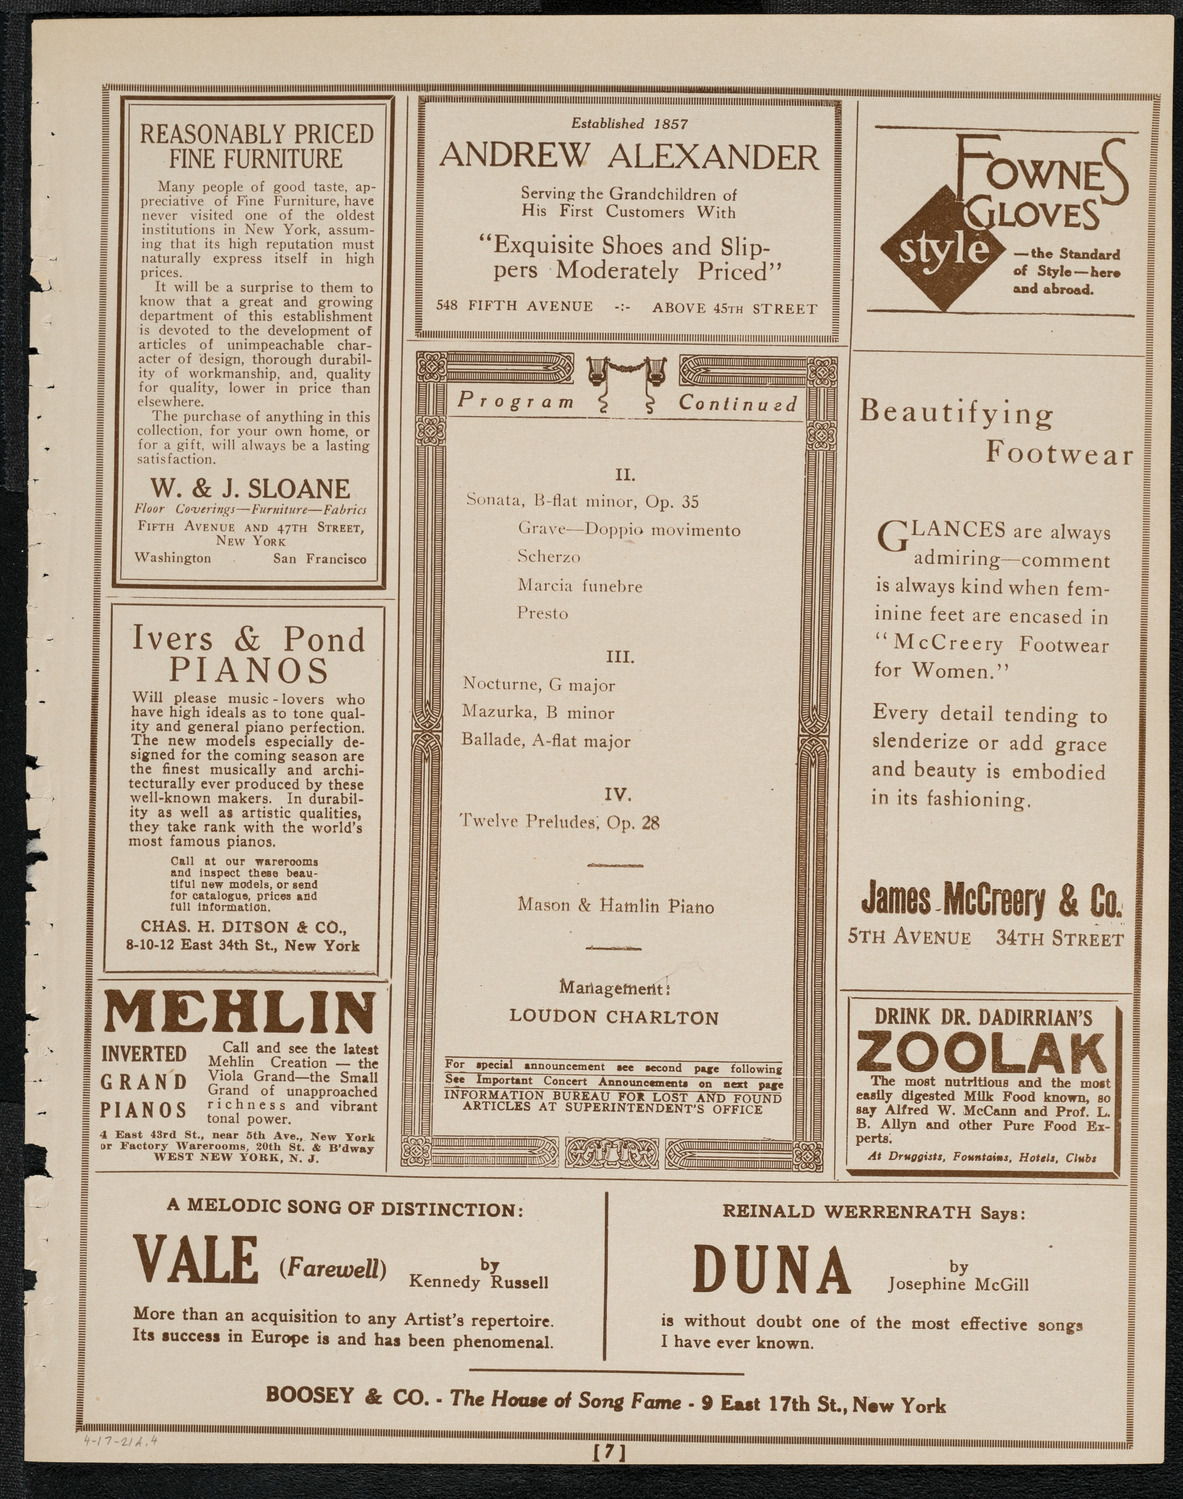 REASONABLY PRICED
FINE FURNITURE
Many people of good taste, ap-
preciative of Fine Furniture, have
never visited one of the oldest
institutions in New York, assum-
ing that its high reputation must
naturally express itself in high
prices.
It will be a surprise to them to
know that a great and growing
department of this establishment
is devoted to the development of
articles of unimpeachable char-
acter of design, thorough durabil-
ity of workmanship, and, quality
for quality, lower in price than
elsewhere.
The purchase of anything in this
collection, for your own home, or
for a gift, will always be a lasting
satisfaction.
W. & J. SLOANE
Floor Coverings—Furniture—Fabrics
FIFTH AVENUE AND 47TH STREET,
NEW YORK
Washington San Francisco
Ivers & Pond
PIANOS
Will please music-lovers who
have high ideals as to tone qual-
ity and general piano perfection.
The new models especially de-
signed for the coming season are
the finest musically and archi-
tecturally ever produced by these
well-known makers. In durabil-
ity as well as artistic qualities,
they take rank with the world's
most famous pianos.
Call at our warerooms
and inspect these beau-
tiful new models, or send
for catalogue, prices and
full information.
CHAS. H. DITSON & CO.,
8-10-12 East 34th St., New York
MEHLIN
INVERTED
GRAND
PIANOS
Call and see the latest
Mehlin Creation — the
Viola Grand—the Small
Grand of unapproached
richness and vibrant
tonal power.
4 East 43rd St., near 5th Ave., New York
or Factory Warerooms, 20th St. & B'dway
WEST NEW YORK, N. J.
Established 1857
ANDREW ALEXANDER
Serving the Grandchildren of
His First Customers With
"Exquisite Shoes and Slip-
pers Moderately Priced"
548 FIFTH AVENUE -:- ABOVE 45TH STREET
Program Continued
II.
Sonata, B-flat minor, Op. 35
Grave—Doppio movimento
Scherzo
Marcia funebre
Presto
III.
Nocturne, G major
Mazurka, B minor
Ballade, A-flat major
IV.
Twelve Preludes, Op. 28
Mason & Hamlin Piano
Management:
LOUDON CHARLTON
For special announcement see second page following
See Important Concert Announcements on next page
INFORMATION BUREAU FOR LOST AND FOUND
ARTICLES AT SUPERINTENDENT'S OFFICE
FOWNES
GLOVES
style
—the Standard
of Style—here
and abroad.
Beautifying
Footwear
GLANCES are always
admiring—comment
is always kind when fem-
inine feet are encased in
"McCreery Footwear
for Women."
Every detail tending to
slenderize or add grace
and beauty is embodied
in its fashioning.
James McCreery & Co.
5TH AVENUE 34TH STREET
DRINK DR. DADIRRIAN'S
ZOOLAK
The most nutritious and the most
easily digested Milk Food known, so
say Alfred W. McCann and Prof. L.
B. Allyn and other Pure Food Ex-
perts.
At Druggists, Fountains, Hotels, Clubs
A MELODIC SONG OF DISTINCTION:
VALE (Farewell) by
Kennedy Russell
More than an acquisition to any Artist's repertoire.
Its success in Europe is and has been phenomenal.
REINALD WERRENRATH Says:
DUNA by
Josephine McGill
is without doubt one of the most effective songs
I have ever known.
BOOSEY & CO. - The House of Song Fame - 9 East 17th St., New York
4-17-21A.4
[7]